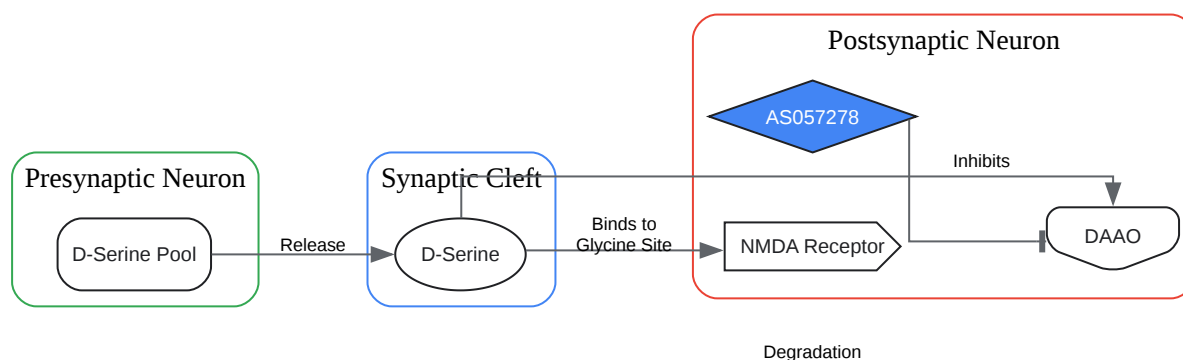 Postsynaptic Neuron
AS057278
Inhibits
Presynaptic Neuron
Synaptic Cleft
D-Serine Pool
Release
D-Serine
Binds to
Glycine Site
NMDA Receptor
DAAO
Degradation